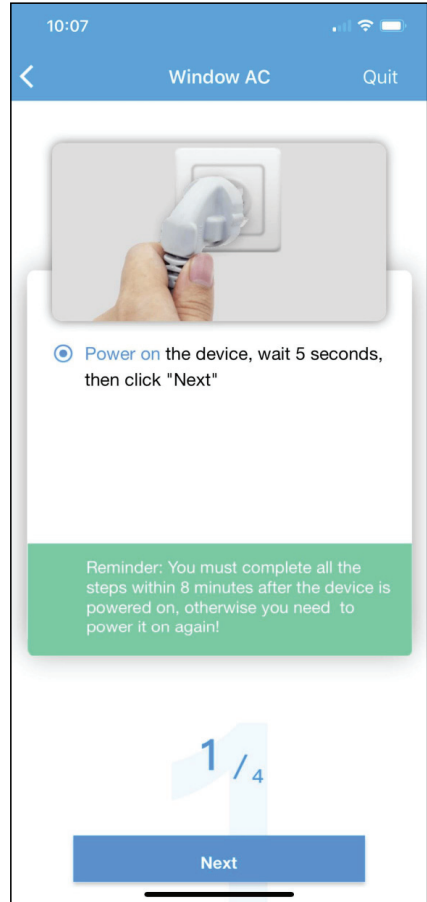 10:07
Window AC
Quit
Power on the device, wait 5 seconds,
then click "Next"
Reminder: You must complete all the
steps within 8 minutes after the device is
powered on, otherwise you need to
power it on again!
1 / 4
Next